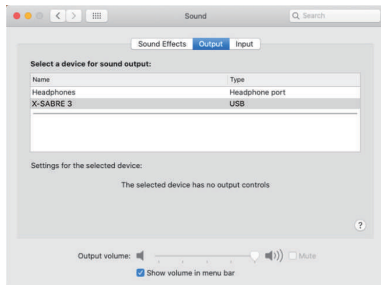 Sound
Search
Sound Effects Output Input
Select a device for sound output:
Name Type
Headphones Headphone port
X-SABRE 3 USB
Settings for the selected device:
The selected device has no output controls
?
Output volume: Mute
Show volume in menu bar